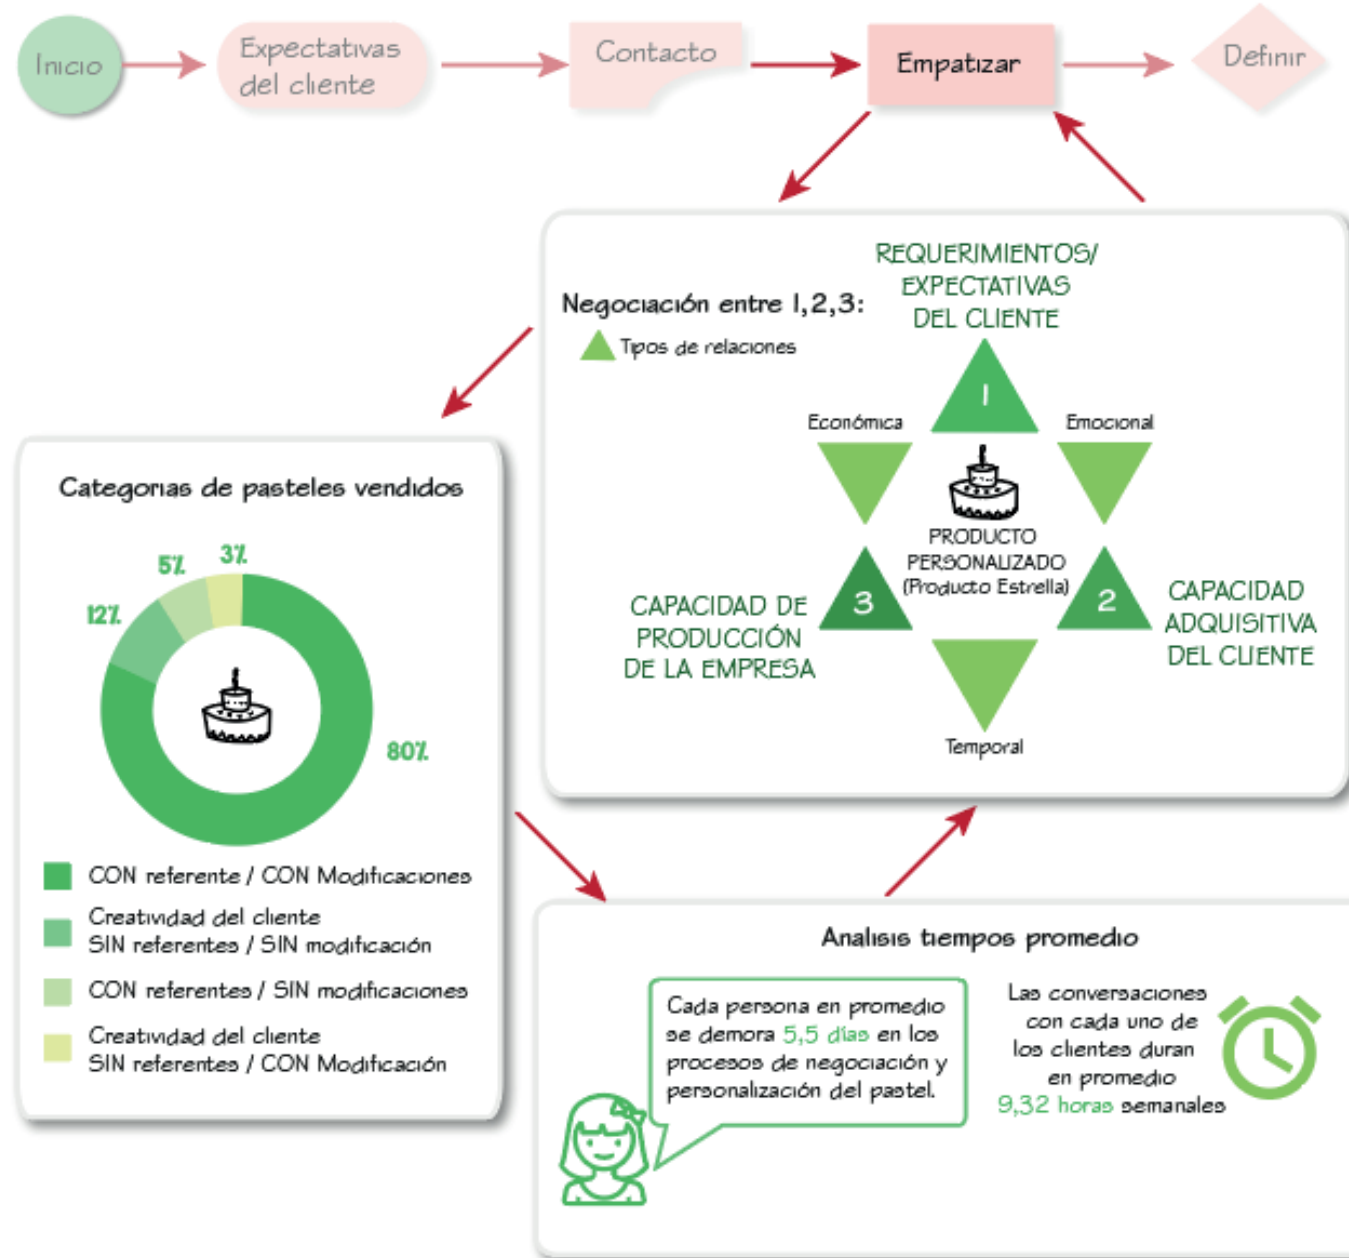 Inicio
Expectativas
del cliente
Contacto
Empatizar
Definir
Negociación entre 1,2,3:
Tipos de relaciones
REQUERIMIENTOS/
EXPECTATIVAS
DEL CLIENTE
1
Económica
Emocional
PRODUCTO
PERSONALIZADO
(Producto Estrella)
3
2
CAPACIDAD DE
PRODUCCIÓN
DE LA EMPRESA
CAPACIDAD
ADQUISITIVA
DEL CLIENTE
Temporal
Categorias de pasteles vendidos
3%
5%
12%
80%
CON referente / CON Modificaciones
Creatividad del cliente
SIN referentes / SIN modificación
CON referentes / SIN modificaciones
Creatividad del cliente
SIN referentes / CON Modificación
Analisis tiempos promedio
Cada persona en promedio
se demora 5,5 días en los
procesos de negociación y
personalización del pastel.
Las conversaciones
con cada uno de
los clientes duran
en promedio
9,32 horas semanales